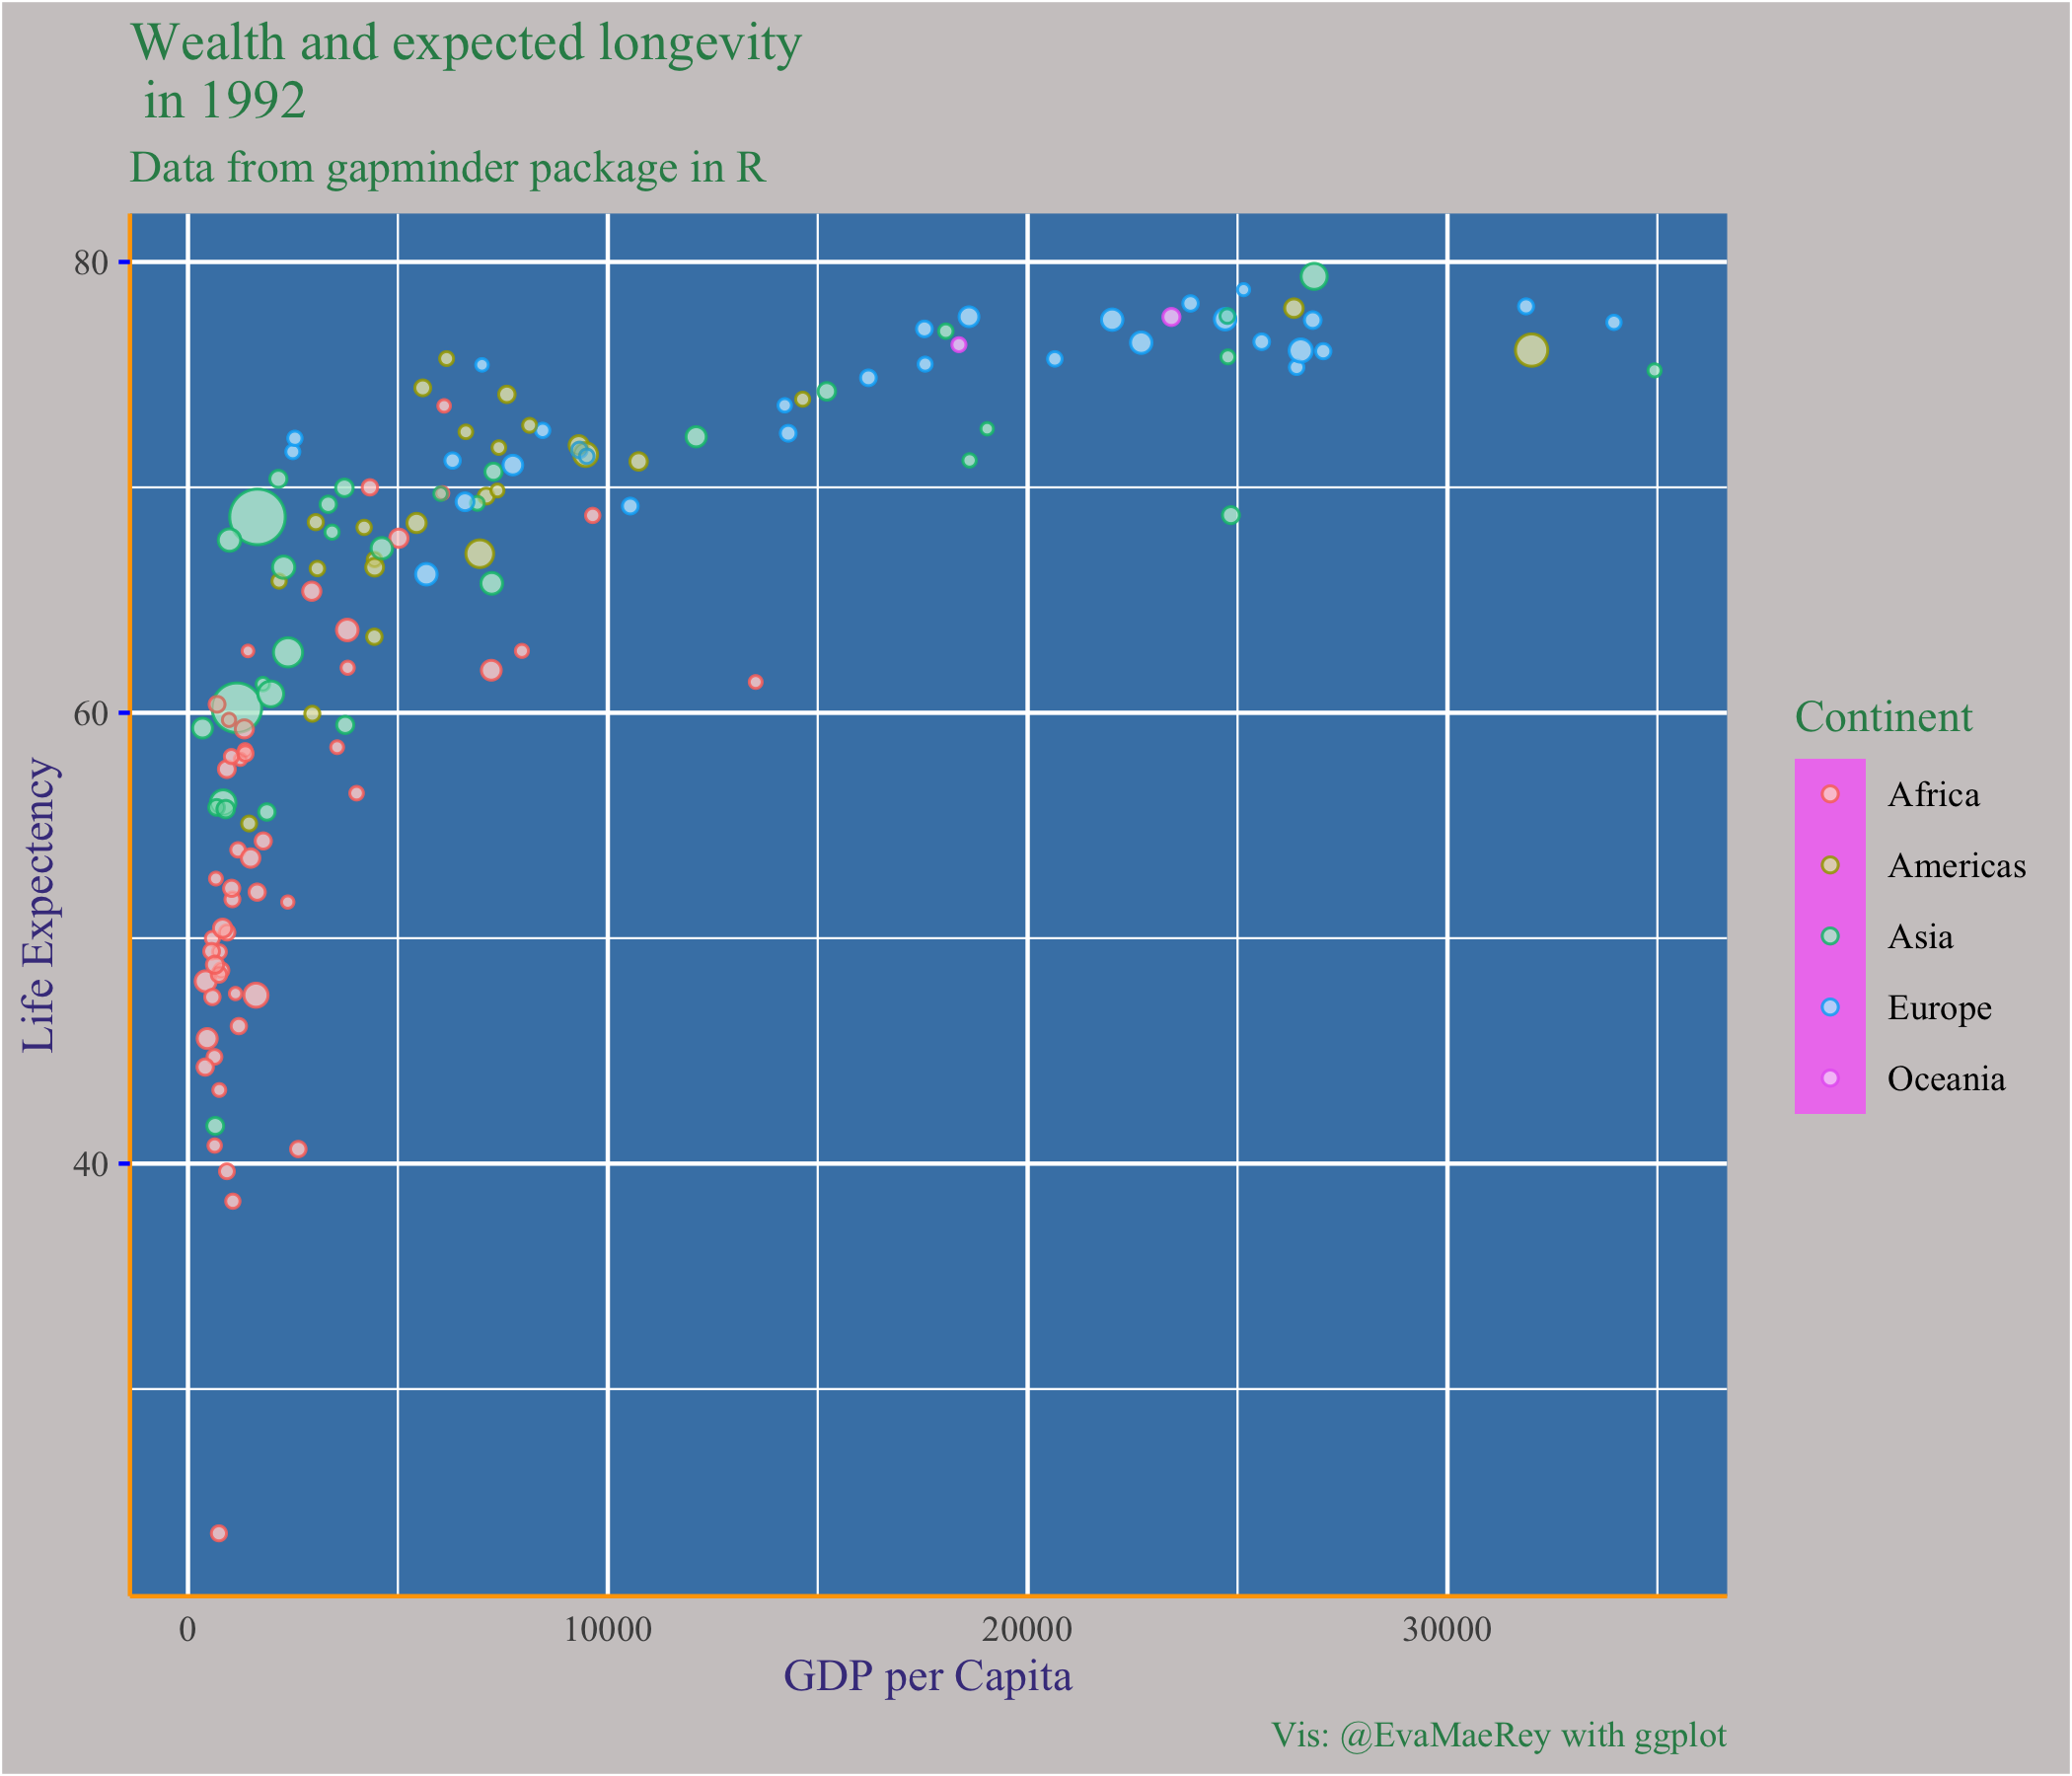 Wealth and expected longevity
in 1992
Data from gapminder package in R
80
60
40
Life Expectency
0 10000 20000 30000
GDP per Capita
Continent
Africa
Americas
Asia
Europe
Oceania
Vis: @EvaMaeRey with ggplot